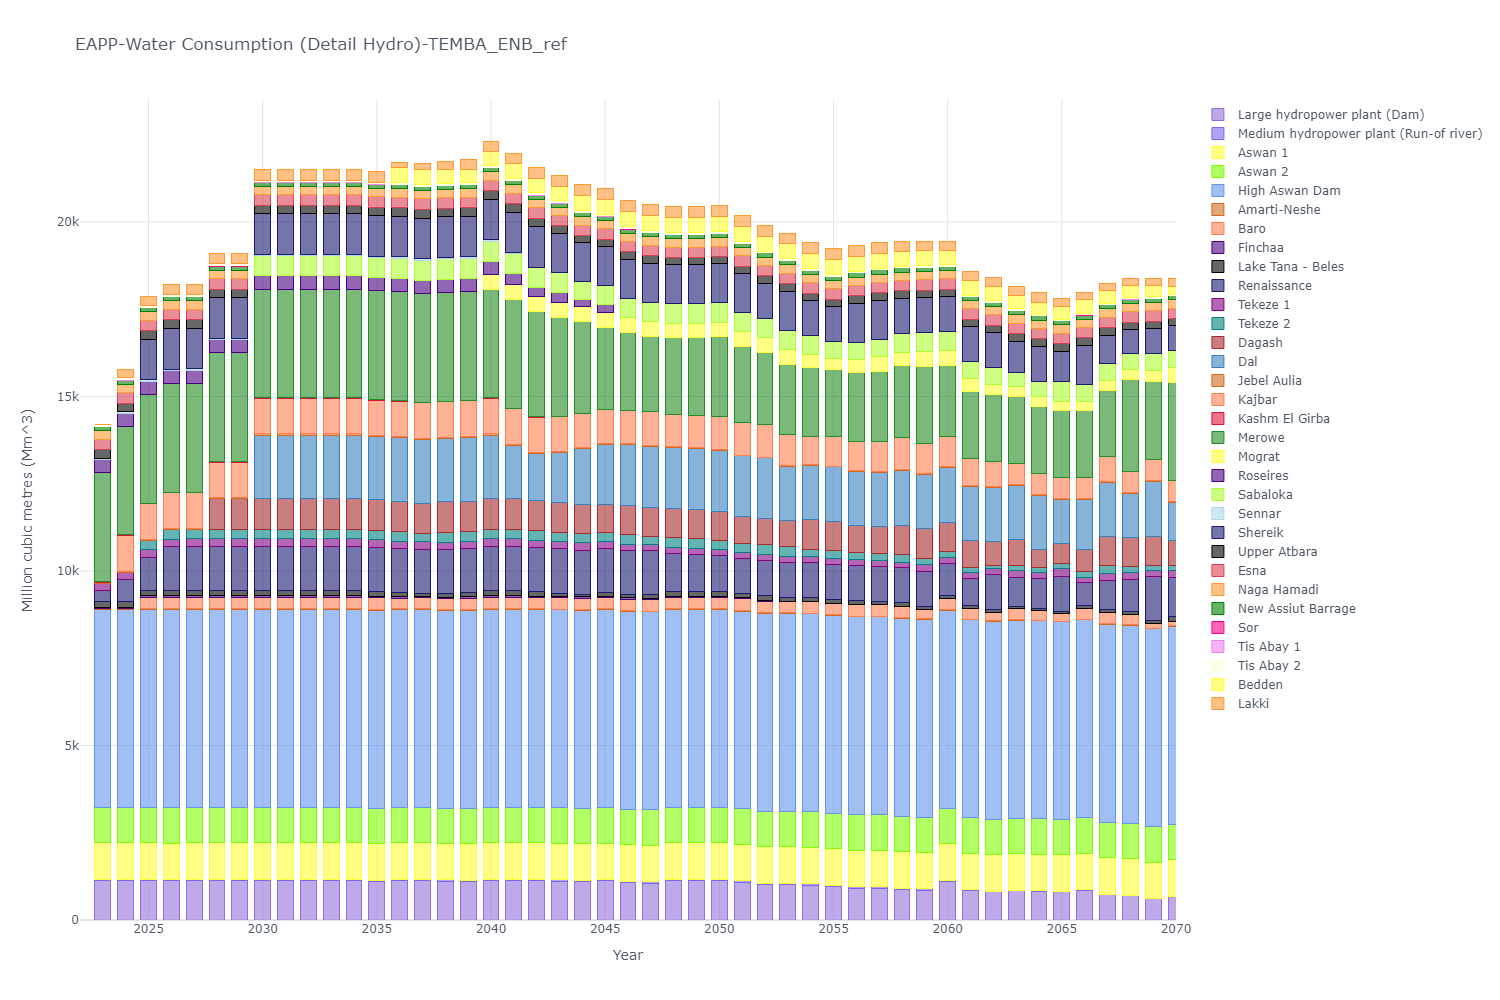 EAPP-Water Consumption (Detail Hydro)-TEMBA_ENB_ref
Million cubic metres (Mm^3)
20k
15k
10k
5k
0
2025
2030
2035
2040
2045
2050
2055
2060
2065
2070
Year
Large hydropower plant (Dam)
Medium hydropower plant (Run-of river)
Aswan 1
Aswan 2
High Aswan Dam
Amarti-Neshe
Baro
Finchaa
Lake Tana - Beles
Renaissance
Tekeze 1
Tekeze 2
Dagash
Dal
Jebel Aulia
Kajbar
Kashm El Girba
Merowe
Mograt
Roseires
Sabaloka
Sennar
Shereik
Upper Atbara
Esna
Naga Hamadi
New Assiut Barrage
Sor
Tis Abay 1
Tis Abay 2
Bedden
Lakki